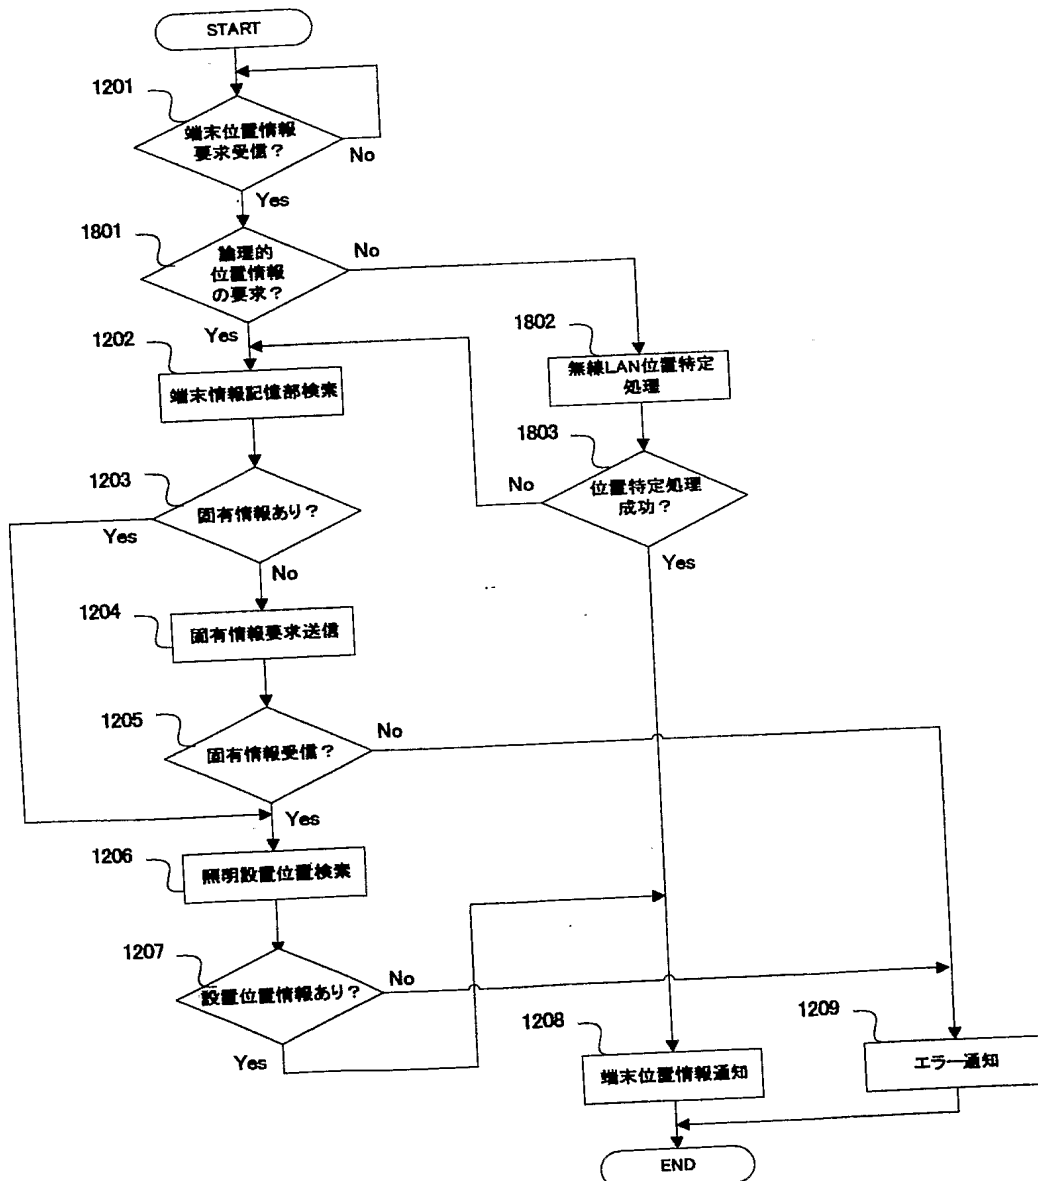 START
1201
端末位置情報
要求受信？
No
Yes
1801
論理的
位置情報
の要求？
No
Yes
1202
端末情報記憶部検索
1802
無線LAN位置特定
処理
1803
位置特定処理
成功？
No
Yes
1203
固有情報あり？
Yes
No
1204
固有情報要求送信
1205
固有情報受信？
No
Yes
1206
照明設置位置検索
1207
設置位置情報あり？
No
Yes
1208
端末位置情報通知
1209
エラー通知
END